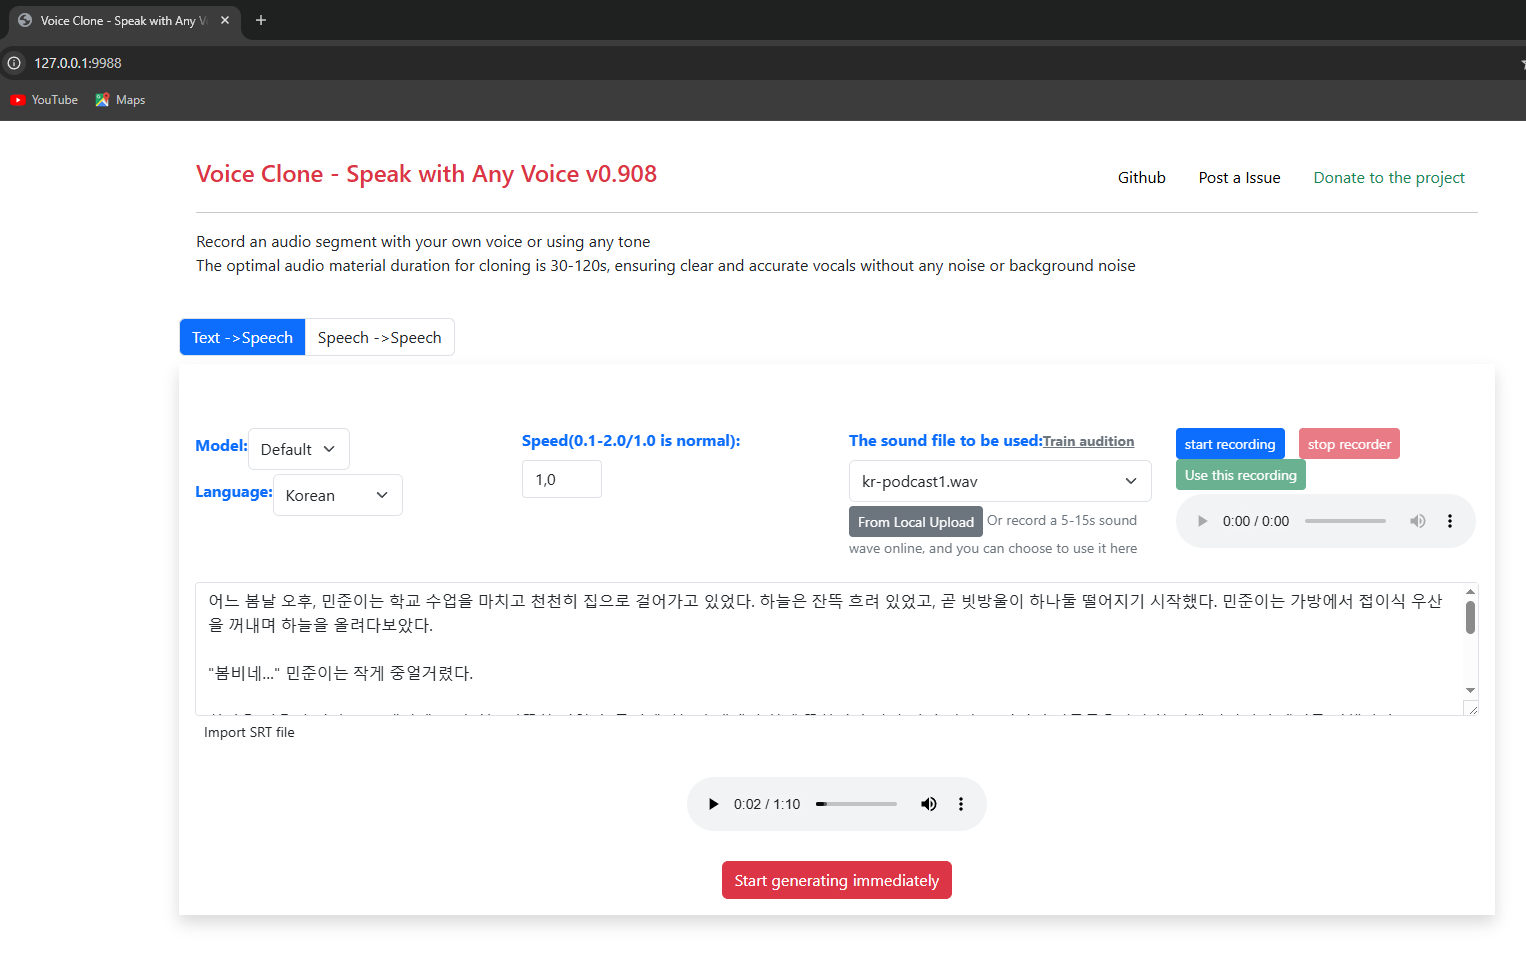 Voice Clone - Speak with Any V
127.0.0.1:9988
YouTube Maps
Voice Clone - Speak with Any Voice v0.908
Github Post a Issue Donate to the project
Record an audio segment with your own voice or using any tone
The optimal audio material duration for cloning is 30-120s, ensuring clear and accurate vocals without any noise or background noise
Text ->Speech Speech ->Speech
Model: Default
Language: Korean
Speed(0.1-2.0/1.0 is normal):
1,0
The sound file to be used:Train audition
kr-podcast1.wav
From Local Upload Or record a 5-15s sound
wave online, and you can choose to use it here
start recording stop recorder
Use this recording
0:00 / 0:00
어느 봄날 오후, 민준이는 학교 수업을 마치고 천천히 집으로 걸어가고 있었다. 하늘은 잔뜩 흐려 있었고, 곧 빗방울이 하나둘 떨어지기 시작했다. 민준이는 가방에서 접이식 우산
을 꺼내며 하늘을 올려다보았다.
"봄비네..." 민준이는 작게 중얼거렸다.
Import SRT file
0:02 / 1:10
Start generating immediately